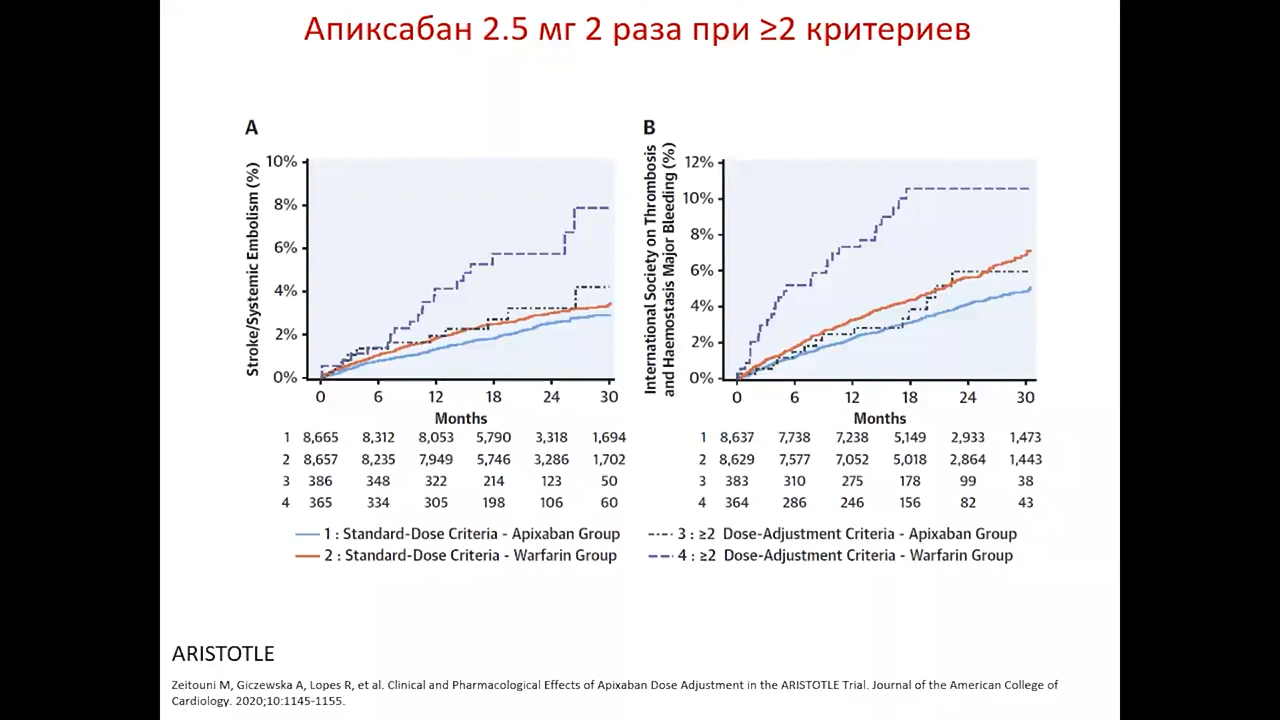 Апиксабан 2.5 мг 2 раза при ≥2 критериев
A
Stroke/Systemic Embolism (%)
10%
8%
6%
4%
2%
0%
0 6 12 18 24 30
Months
1 8,665 8,312 8,053 5,790 3,318 1,694
2 8,657 8,235 7,949 5,746 3,286 1,702
3 386 348 322 214 123 50
4 365 334 305 198 106 60
B
International Society on Thrombosis
and Haemostasis Major Bleeding (%)
12%
10%
8%
6%
4%
2%
0%
0 6 12 18 24 30
Months
1 8,637 7,738 7,238 5,149 2,933 1,473
2 8,629 7,577 7,052 5,018 2,864 1,443
3 383 310 275 178 99 38
4 364 286 246 156 82 43
1 : Standard-Dose Criteria - Apixaban Group
2 : Standard-Dose Criteria - Warfarin Group
3 : ≥2 Dose-Adjustment Criteria - Apixaban Group
4 : ≥2 Dose-Adjustment Criteria - Warfarin Group
ARISTOTLE
Zeitouni M, Giczewska A, Lopes R, et al. Clinical and Pharmacological Effects of Apixaban Dose Adjustment in the ARISTOTLE Trial. Journal of the American College of
Cardiology. 2020;10:1145-1155.